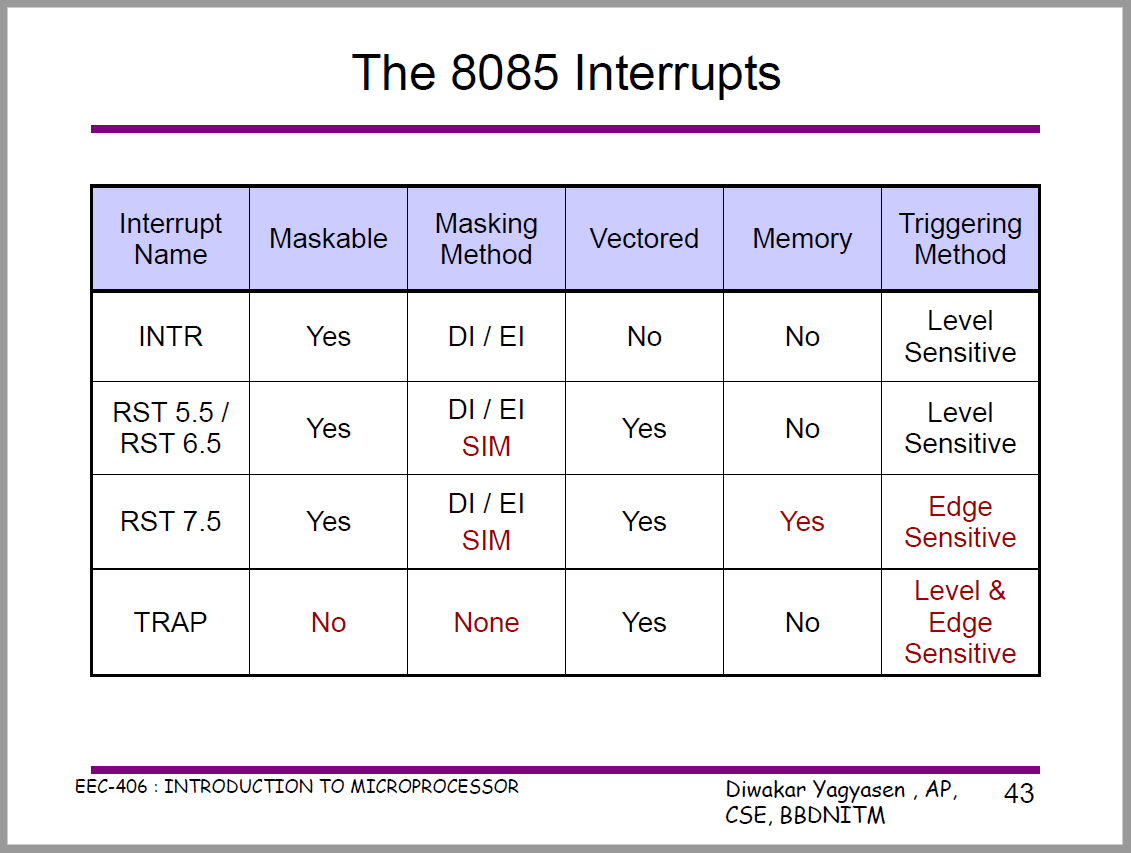 The 8085 Interrupts
Interrupt
Name
Maskable
Masking
Method
Vectored
Memory
Triggering
Method
INTR
Yes
DI / EI
No
No
Level
Sensitive
RST 5.5 /
RST 6.5
Yes
DI / EI
SIM
Yes
No
Level
Sensitive
RST 7.5
Yes
DI / EI
SIM
Yes
Yes
Edge
Sensitive
TRAP
No
None
Yes
No
Level &
Edge
Sensitive
EEC-406 : INTRODUCTION TO MICROPROCESSOR
Diwakar Yagyasen , AP,
CSE, BBDNITM
43